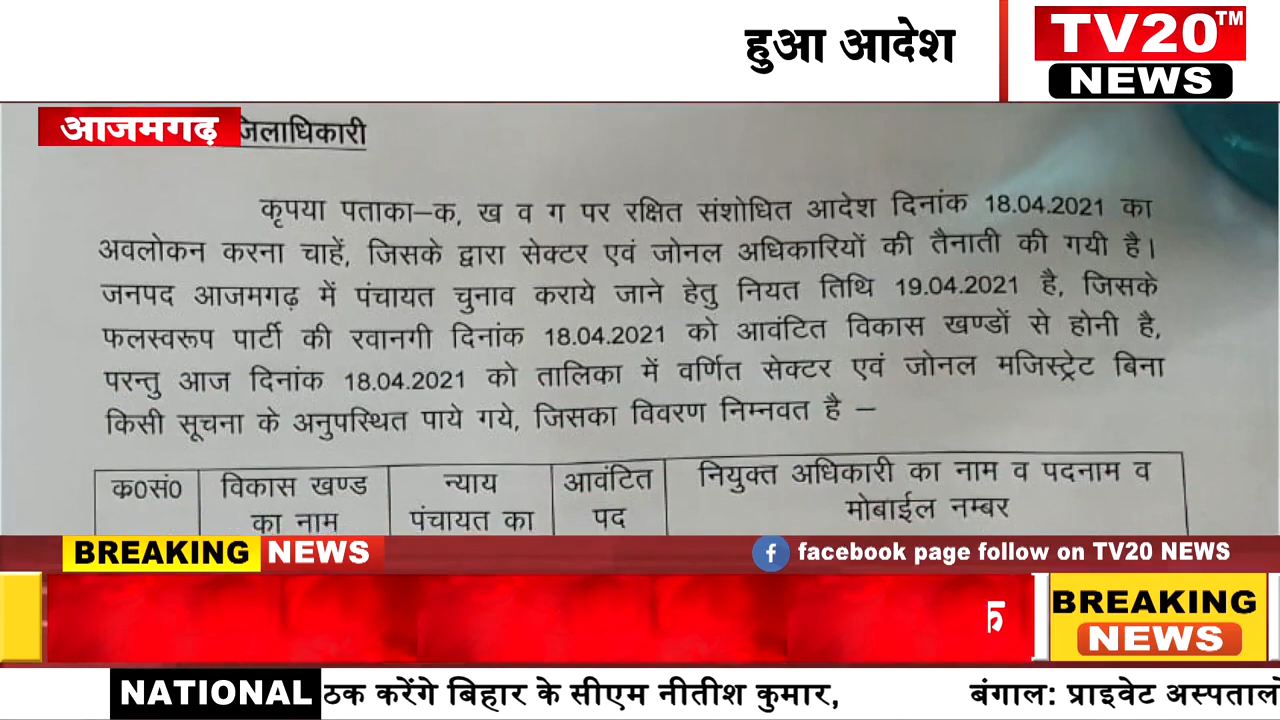 हुआ आदेश
TV20™
NEWS
आजमगढ़
जिलाधिकारी
कृपया पताका–क, ख व ग पर रक्षित संशोधित आदेश दिनांक 18.04.2021 का
अवलोकन करना चाहें, जिसके द्वारा सेक्टर एवं जोनल अधिकारियों की तैनाती की गयी है।
जनपद आजमगढ़ में पंचायत चुनाव कराये जाने हेतु नियत तिथि 19.04.2021 है, जिसके
फलस्वरूप पार्टी की रवानगी दिनांक 18.04.2021 को आवंटित विकास खण्डों से होनी है,
परन्तु आज दिनांक 18.04.2021 को तालिका में वर्णित सेक्टर एवं जोनल मजिस्ट्रेट बिना
किसी सूचना के अनुपस्थित पाये गये, जिसका विवरण निम्नवत है –
क0सं0
विकास खण्ड
का नाम
न्याय
पंचायत का
आवंटित
पद
नियुक्त अधिकारी का नाम व पदनाम व
मोबाईल नम्बर
BREAKING NEWS
facebook page follow on TV20 NEWS
BREAKING
NEWS
NATIONAL ठक करेंगे बिहार के सीएम नीतीश कुमार, बंगाल: प्राइवेट